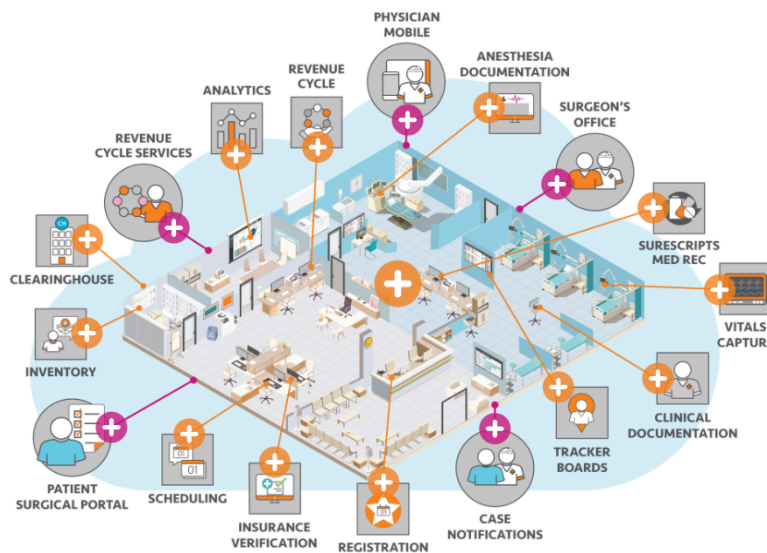 PHYSICIAN
MOBILE
ANESTHESIA
DOCUMENTATION
REVENUE
CYCLE
ANALYTICS
SURGEON'S
OFFICE
REVENUE
CYCLE SERVICES
CH
CLEARINGHOUSE
SURESCRIPTS
MED REC
INVENTORY
VITALS
CAPTURE
PATIENT
SURGICAL PORTAL
01
01
SCHEDULING
INSURANCE
VERIFICATION
01
REGISTRATION
CASE
NOTIFICATIONS
TRACKER
BOARDS
CLINICAL
DOCUMENTATION